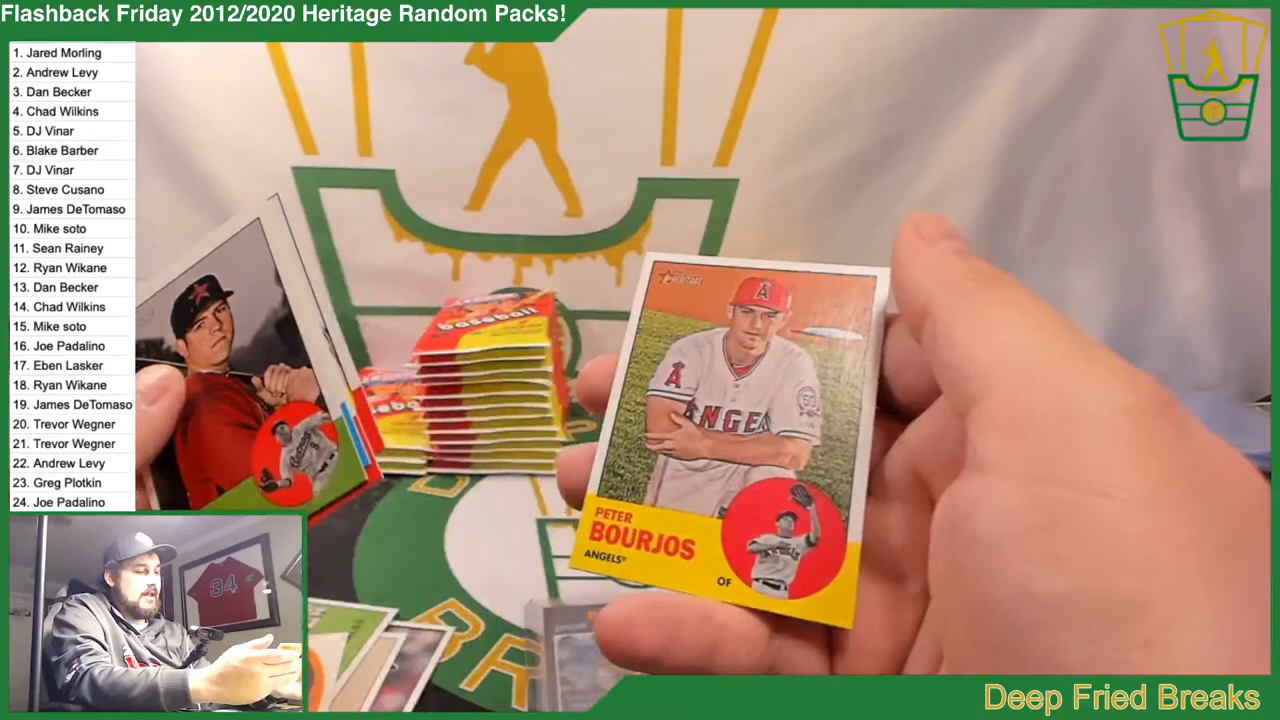 Flashback Friday 2012/2020 Heritage Random Packs!
1. Jared Morling
2. Andrew Levy
3. Dan Becker
4. Chad Wilkins
5. DJ Vinar
6. Blake Barber
7. DJ Vinar
8. Steve Cusano
9. James DeTomaso
10. Mike soto
11. Sean Rainey
12. Ryan Wikane
13. Dan Becker
14. Chad Wilkins
15. Mike soto
16. Joe Padalino
17. Eben Lasker
18. Ryan Wikane
19. James DeTomaso
20. Trevor Wegner
21. Trevor Wegner
22. Andrew Levy
23. Greg Plotkin
24. Joe Padalino
baseball
HERITAGE
A
A
ANGE
PETER
BOURJOS
ANGELS®
OF
34
BR
Deep Fried Breaks